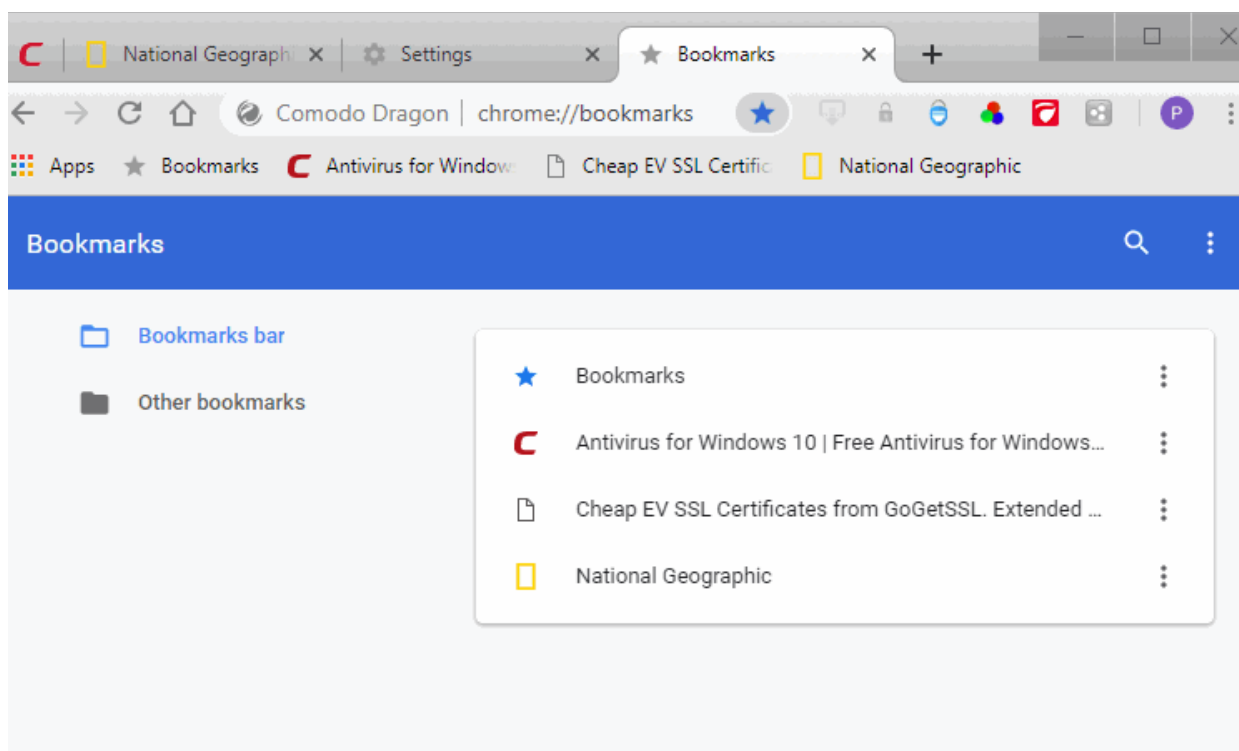 National Geographi Settings Bookmarks
Comodo Dragon | chrome://bookmarks P
Apps Bookmarks Antivirus for Window Cheap EV SSL Certific National Geographic
Bookmarks
Bookmarks bar
Other bookmarks
Bookmarks
Antivirus for Windows 10 | Free Antivirus for Windows...
Cheap EV SSL Certificates from GoGetSSL. Extended ...
National Geographic